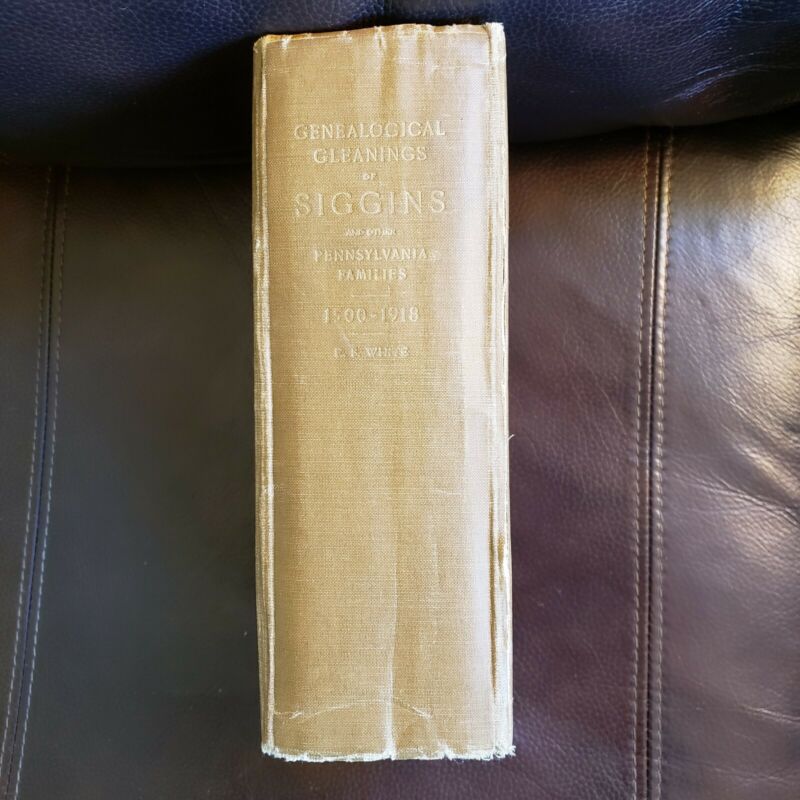 GENEALOGICAL
GLEANINGS
OF
SIGGINS
AND OTHER
PENNSYLVANIA
FAMILIES
1500-1918
WHITE